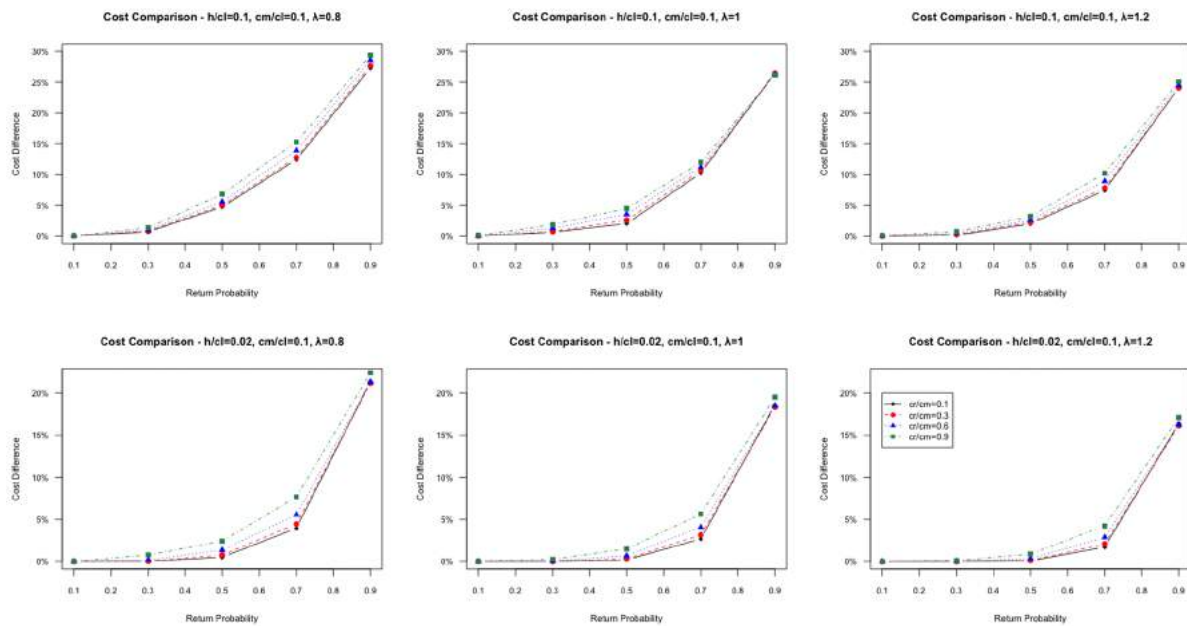 Cost Comparison - h/cl=0.1, cm/cl=0.1, λ=0.8
30%
25%
20%
15%
10%
5%
0%
Cost Difference
0.1 0.2 0.3 0.4 0.5 0.6 0.7 0.8 0.9
Return Probability
Cost Comparison - h/cl=0.1, cm/cl=0.1, λ=1
30%
25%
20%
15%
10%
5%
0%
Cost Difference
0.1 0.2 0.3 0.4 0.5 0.6 0.7 0.8 0.9
Return Probability
Cost Comparison - h/cl=0.1, cm/cl=0.1, λ=1.2
30%
25%
20%
15%
10%
5%
0%
Cost Difference
0.1 0.2 0.3 0.4 0.5 0.6 0.7 0.8 0.9
Return Probability
Cost Comparison - h/cl=0.02, cm/cl=0.1, λ=0.8
20%
15%
10%
5%
0%
Cost Difference
0.1 0.2 0.3 0.4 0.5 0.6 0.7 0.8 0.9
Return Probability
Cost Comparison - h/cl=0.02, cm/cl=0.1, λ=1
20%
15%
10%
5%
0%
Cost Difference
0.1 0.2 0.3 0.4 0.5 0.6 0.7 0.8 0.9
Return Probability
Cost Comparison - h/cl=0.02, cm/cl=0.1, λ=1.2
20%
15%
10%
5%
0%
Cost Difference
cr/cm=0.1
cr/cm=0.3
cr/cm=0.6
cr/cm=0.9
0.1 0.2 0.3 0.4 0.5 0.6 0.7 0.8 0.9
Return Probability